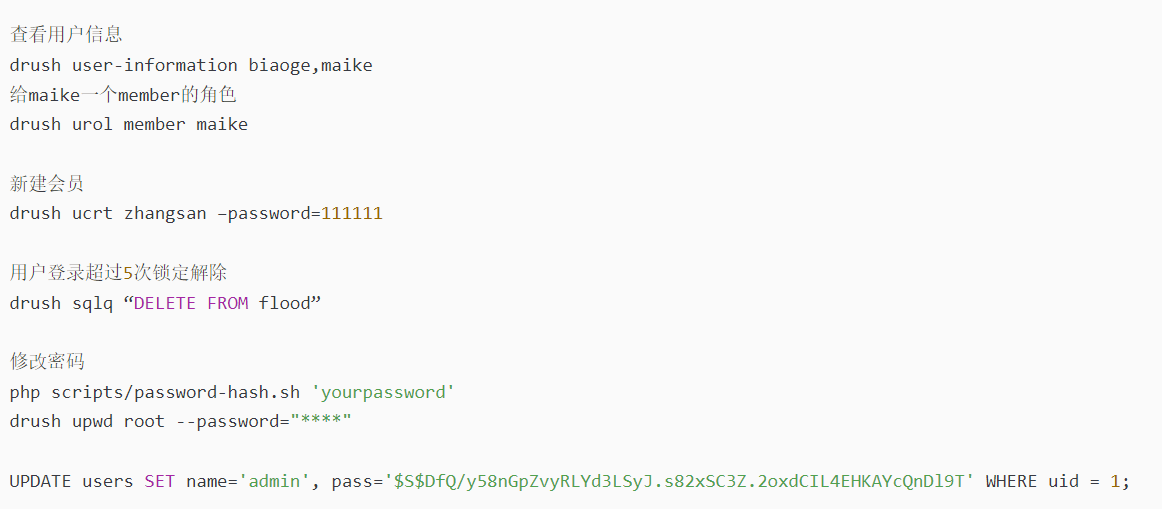 查看用户信息
drush user-information biaoge,maike
给maike一个member的角色
drush urol member maike
新建会员
drush ucrt zhangsan –password=111111
用户登录超过5次锁定解除
drush sqlq “DELETE FROM flood”
修改密码
php scripts/password-hash.sh 'yourpassword'
drush upwd root --password="****"
UPDATE users SET name='admin', pass='$S$DfQ/y58nGpZvyRLYd3LSyJ.s82xSC3Z.2oxdCIL4EHKAYcQnDl9T' WHERE uid = 1;